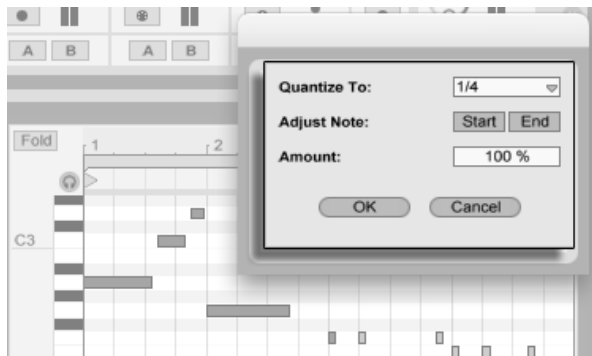 A B
A B
Quantize To: 1/4
Adjust Note: Start End
Amount: 100 %
OK Cancel
Fold
1 2
C3